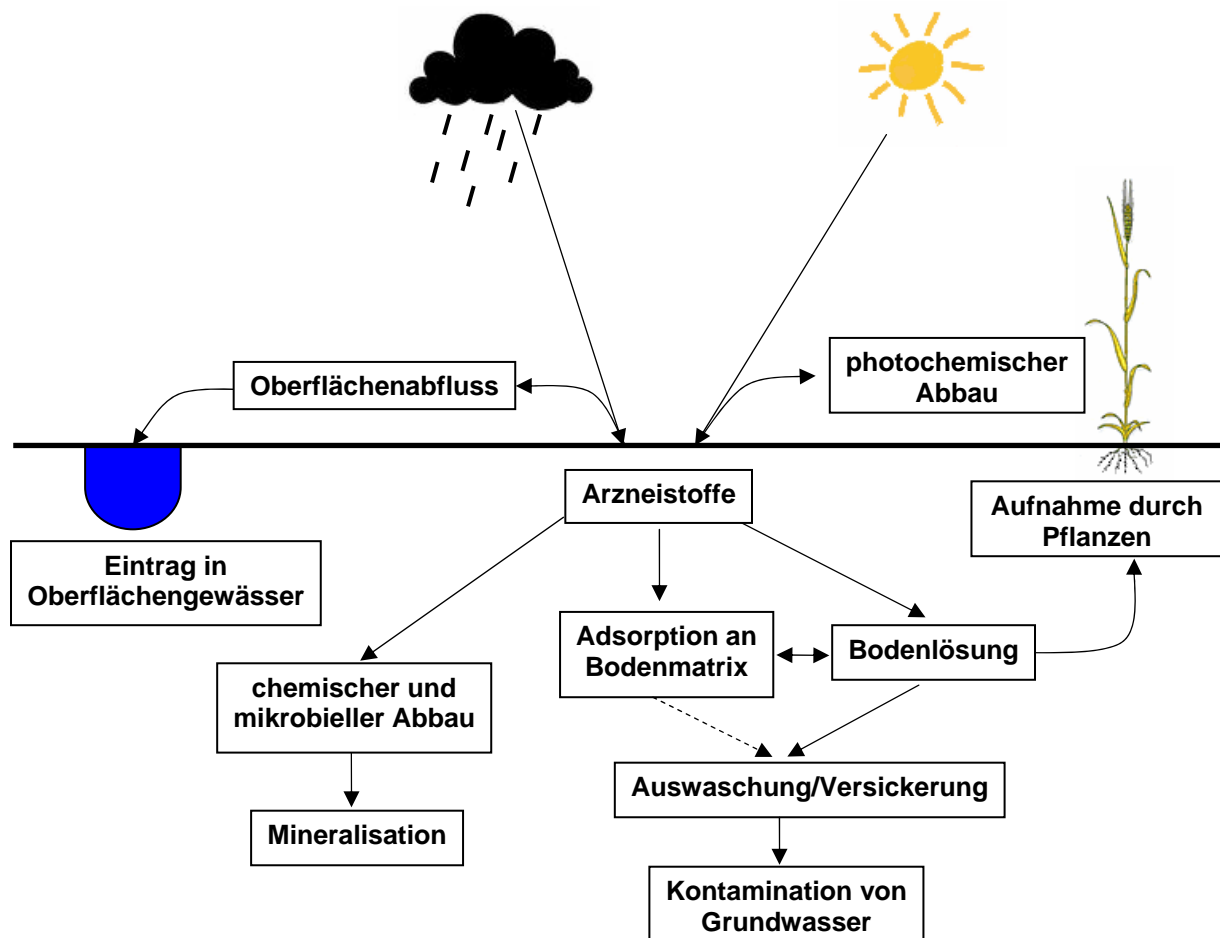 Oberflächenabfluss
photochemischer
Abbau
Arzneistoffe
Aufnahme durch
Pflanzen
Eintrag in
Oberflächengewässer
Adsorption an
Bodenmatrix
Bodenlösung
chemischer und
mikrobieller Abbau
Auswaschung/Versickerung
Mineralisation
Kontamination von
Grundwasser